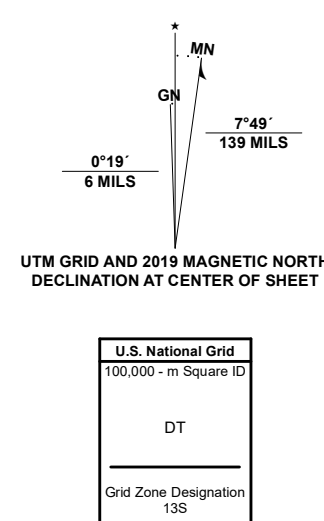 ★
MN
GN
7°49´
139 MILS
0°19´
6 MILS
UTM GRID AND 2019 MAGNETIC NORTH
DECLINATION AT CENTER OF SHEET
U.S. National Grid
100,000 - m Square ID
DT
Grid Zone Designation
13S